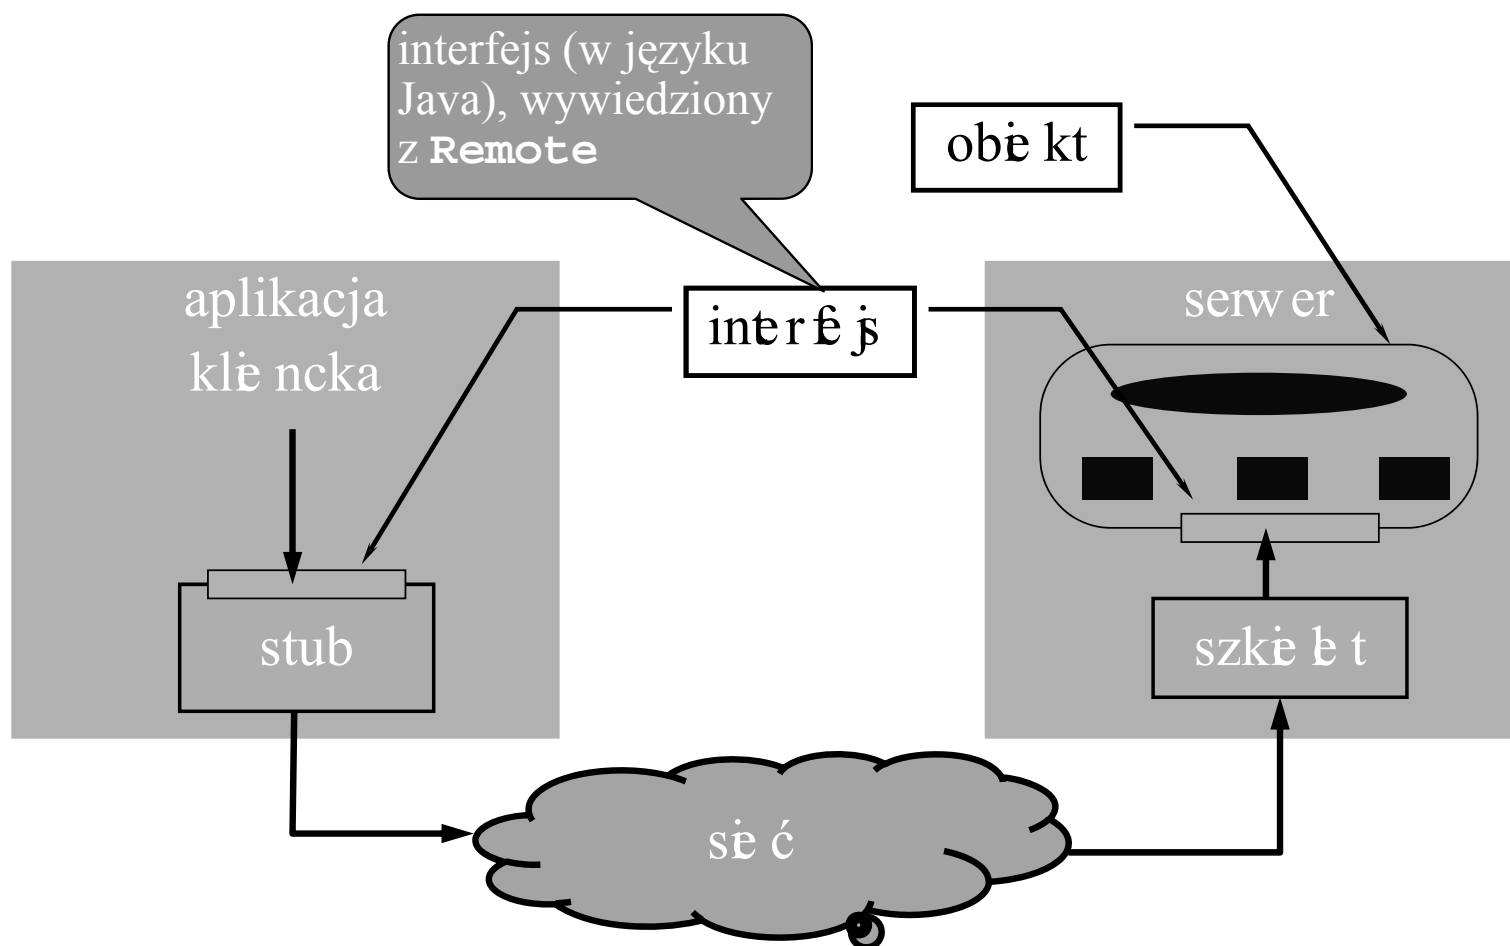 interfejs (w języku
Java), wywiedziony
z Remote
obiekt
aplikacja
kliencka
interfejs
serwer
stub
szkielet
sieć